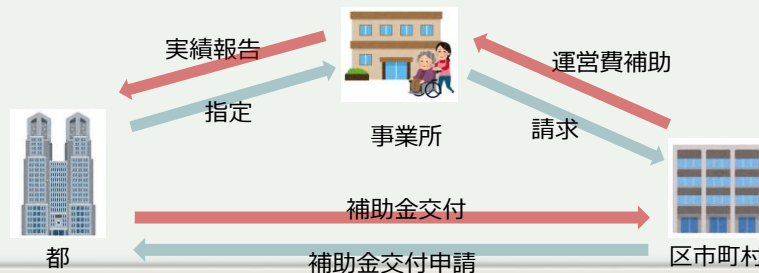 実績報告
運営費補助
指定
事業所
請求
補助金交付
都
補助金交付申請
区市町村